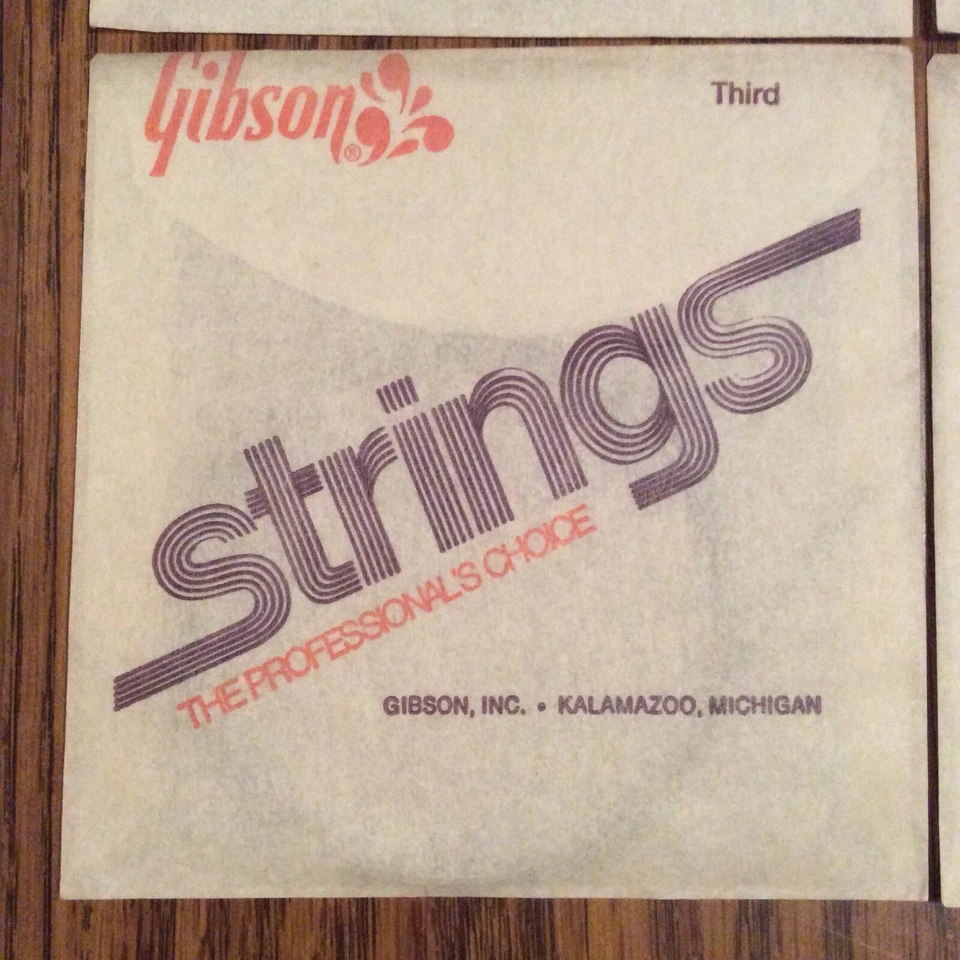 Gibson®
Third
strings
THE PROFESSIONAL'S CHOICE
GIBSON, INC. • KALAMAZOO, MICHIGAN